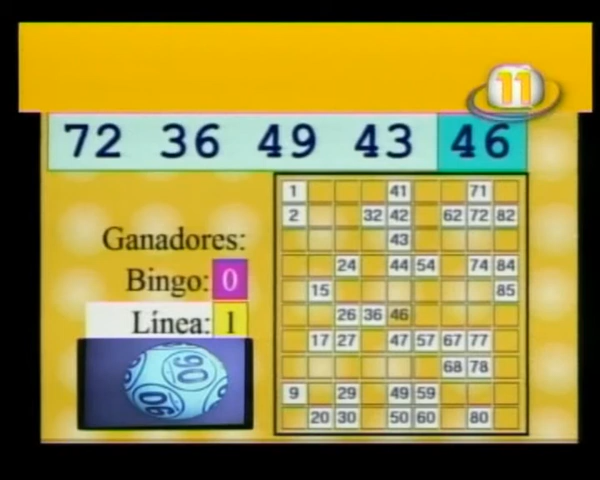 11
72 36 49 43 46
Ganadores:
Bingo: 0
Línea: 1
90
90
1 41 71
2 32 42 62 72 82
43
24 44 54 74 84
15 85
26 36 46
17 27 47 57 67 77
68 78
9 29 49 59
20 30 50 60 80